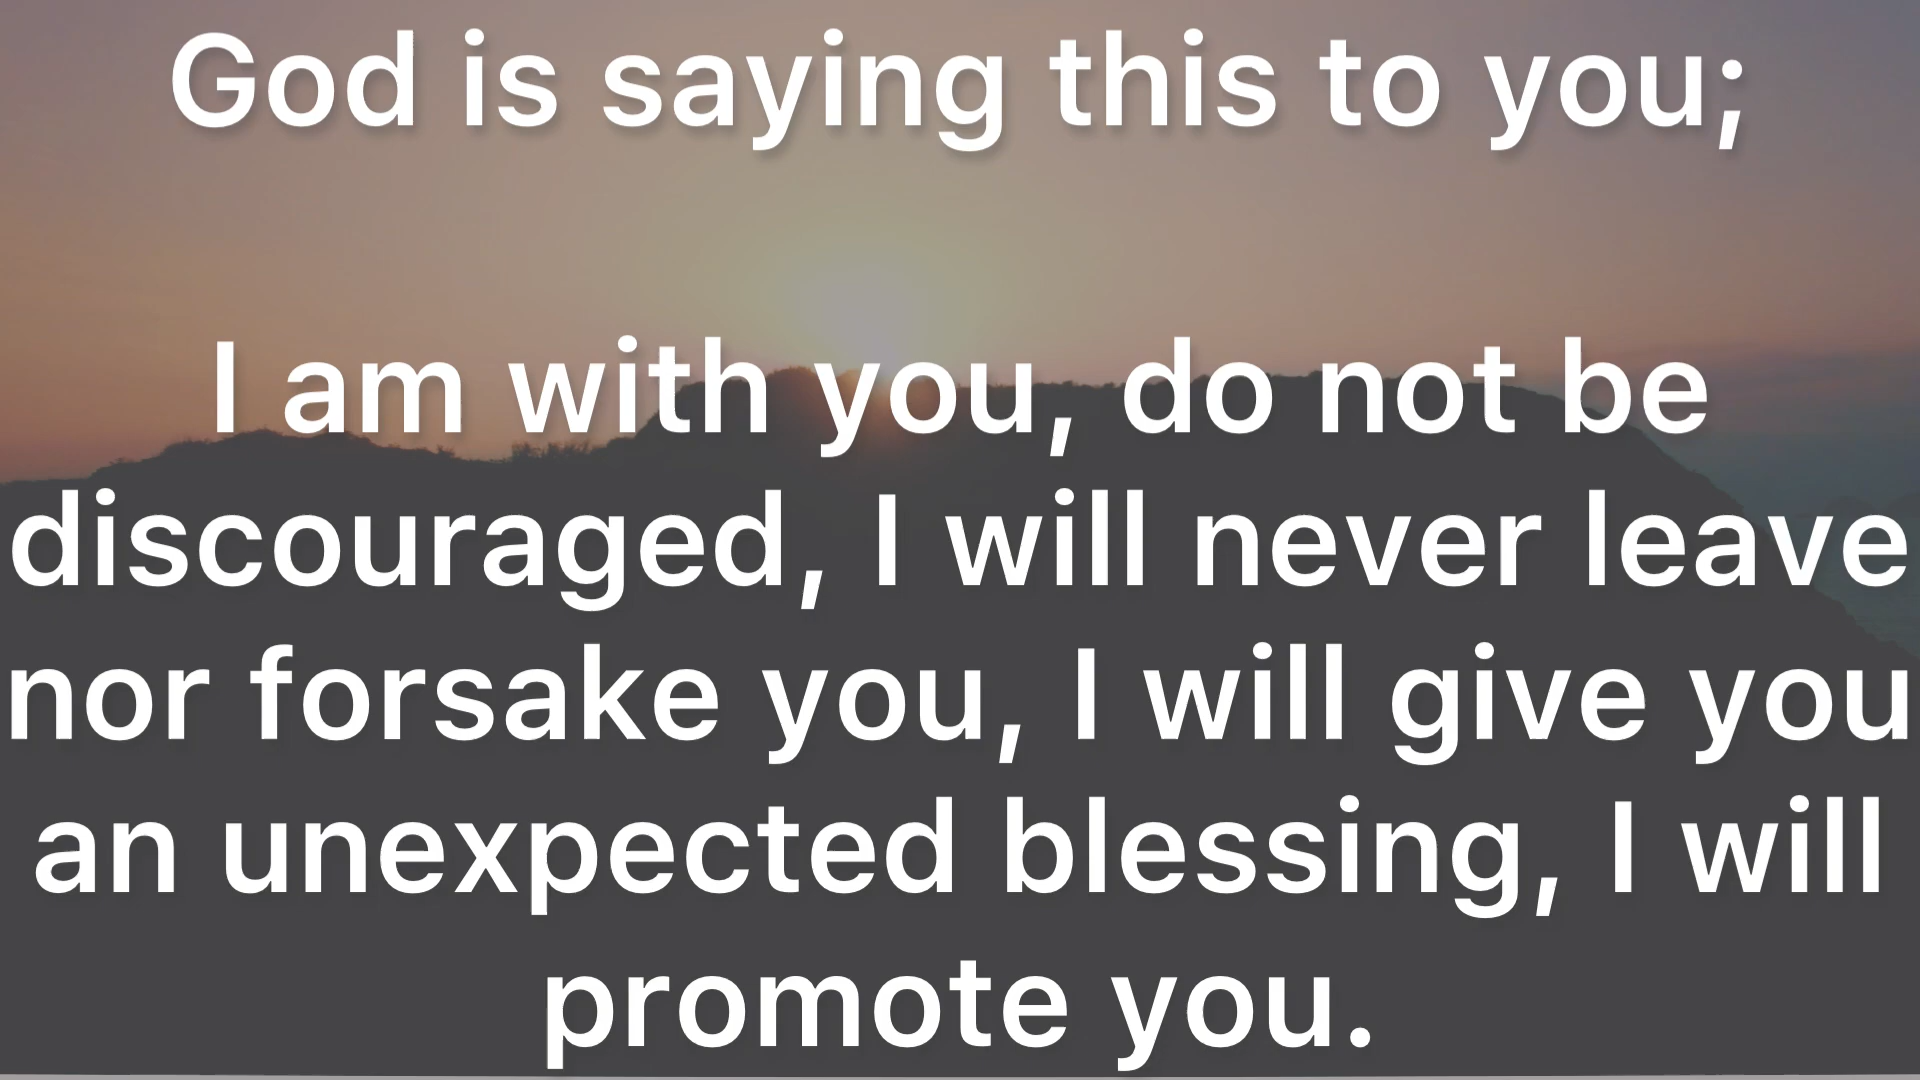 God is saying this to you;
I am with you, do not be
discouraged, I will never leave
nor forsake you, I will give you
an unexpected blessing, I will
promote you.